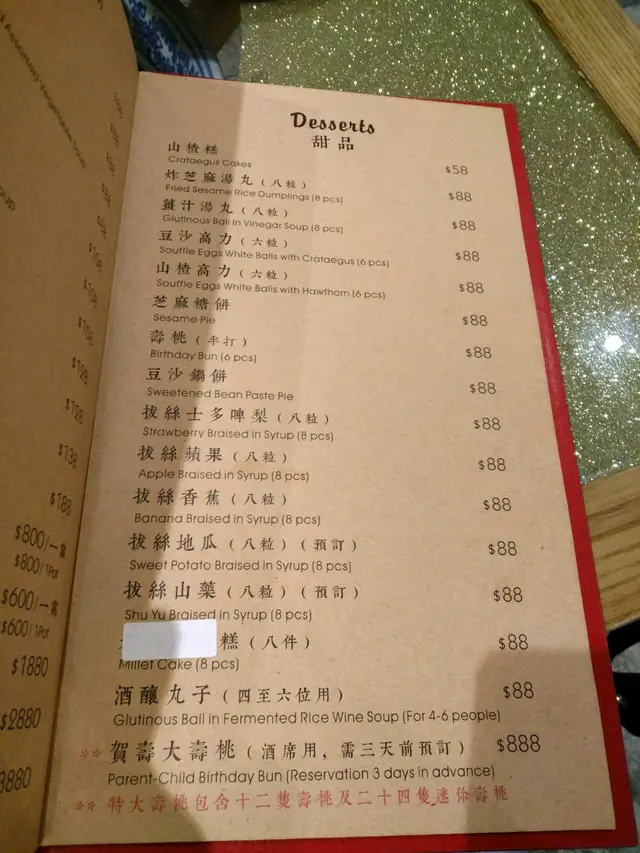 Desserts
甜品
山楂糕
Crataegus Cakes
$58
炸芝麻湯丸（八粒）
Fried Sesame Rice Dumplings (8 pcs)
$88
薑汁湯丸（八粒）
Glutinous Ball in Vinegar Soup (8 pcs)
$88
豆沙高力（六粒）
Souffle Eggs White Balls with Crataegus (6 pcs)
$88
山楂高力（六粒）
Souffle Eggs White Balls with Hawthorn (6 pcs)
$88
芝麻糖餅
Sesame Pie
$88
壽桃（半打）
Birthday Bun (6 pcs)
$88
豆沙鍋餅
Sweetened Bean Paste Pie
$88
拔絲士多啤梨（八粒）
Strawberry Braised in Syrup (8 pcs)
$88
拔絲蘋果（八粒）
Apple Braised in Syrup (8 pcs)
$88
拔絲香蕉（八粒）
Banana Braised in Syrup (8 pcs)
$88
拔絲地瓜（八粒）（預訂）
Sweet Potato Braised in Syrup (8 pcs)
$88
拔絲山藥（八粒）（預訂）
Shu Yu Braised in Syrup (8 pcs)
$88
糕（八件）
Millet Cake (8 pcs)
$88
酒釀丸子（四至六位用）
Glutinous Ball in Fermented Rice Wine Soup (For 4-6 people)
$88
** 賀壽大壽桃（酒席用，需三天前預訂）
Parent-Child Birthday Bun (Reservation 3 days in advance)
$888
** 特大壽桃包含十二隻壽桃及二十四隻迷你壽桃
$108
$128
$138
$188
$800/一窩
$800/1Pot
$600/一窩
$600/1Pot
$1880
$2880
3880